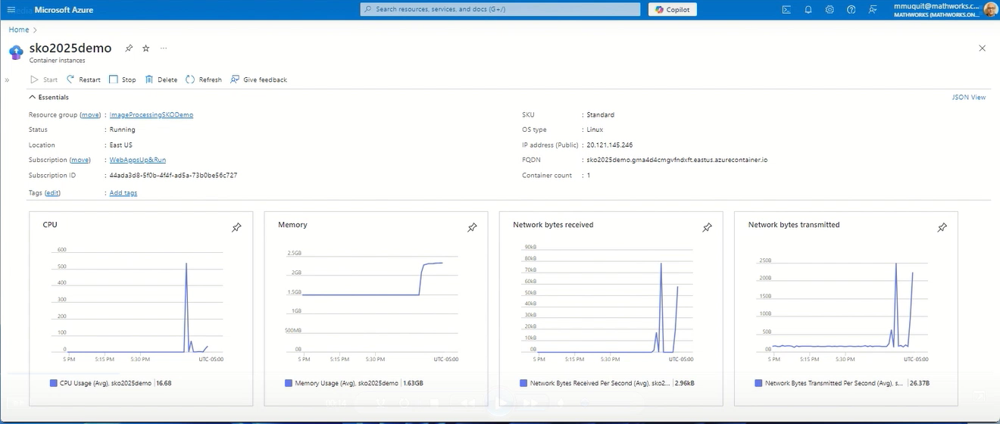 Microsoft Azure
Search resources, services, and docs (G+/)
Copilot
mmuquit@mathworks.c...
MATHWORKS (MATHWORKS.ON...
Home
sko2025demo
Container instances
Start Restart Stop Delete Refresh Give feedback
Essentials
JSON View
Resource group (move) : ImageProcessingSKODemo
Status : Running
Location : East US
Subscription (move) : WebAppsUp&Run
Subscription ID : 44ada3d8-5f0b-4f4f-ad5a-73b0be56c727
Tags (edit) : Add tags
SKU : Standard
OS type : Linux
IP address (Public) : 20.121.145.246
FQDN : sko2025demo.gma4d4cmgvfndxft.eastus.azurecontainer.io
Container count : 1
CPU
600
500
400
300
200
100
0
5 PM 5:15 PM 5:30 PM UTC-05:00
CPU Usage (Avg), sko2025demo 16.68
Memory
2.5GB
2GB
1.5GB
1GB
500MB
0B
5 PM 5:15 PM 5:30 PM UTC-05:00
Memory Usage (Avg), sko2025demo 1.63GB
Network bytes received
90kB
80kB
70kB
60kB
50kB
40kB
30kB
20kB
10kB
0B
5 PM 5:15 PM 5:30 PM UTC-05:00
Network Bytes Received Per Second (Avg), sko2... 2.96kB
Network bytes transmitted
250B
200B
150B
100B
50B
0B
5 PM 5:15 PM 5:30 PM UTC-05:00
Network Bytes Transmitted Per Second (Avg), s... 26.37B